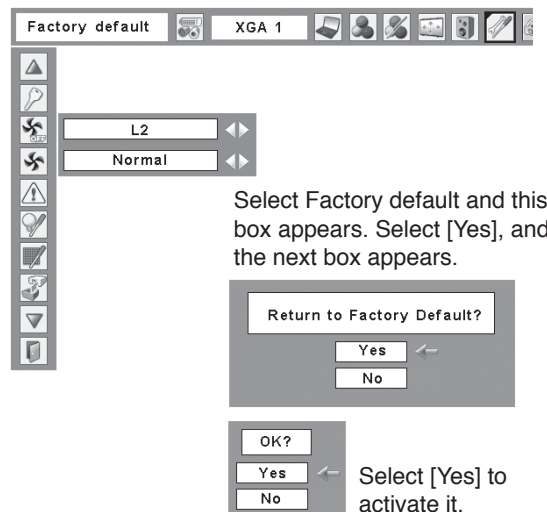 Factory default
XGA 1
OFF
L2
Normal
Select Factory default and this
box appears. Select [Yes], and
the next box appears.
Return to Factory Default?
Yes
No
OK?
Yes
No
Select [Yes] to
activate it.